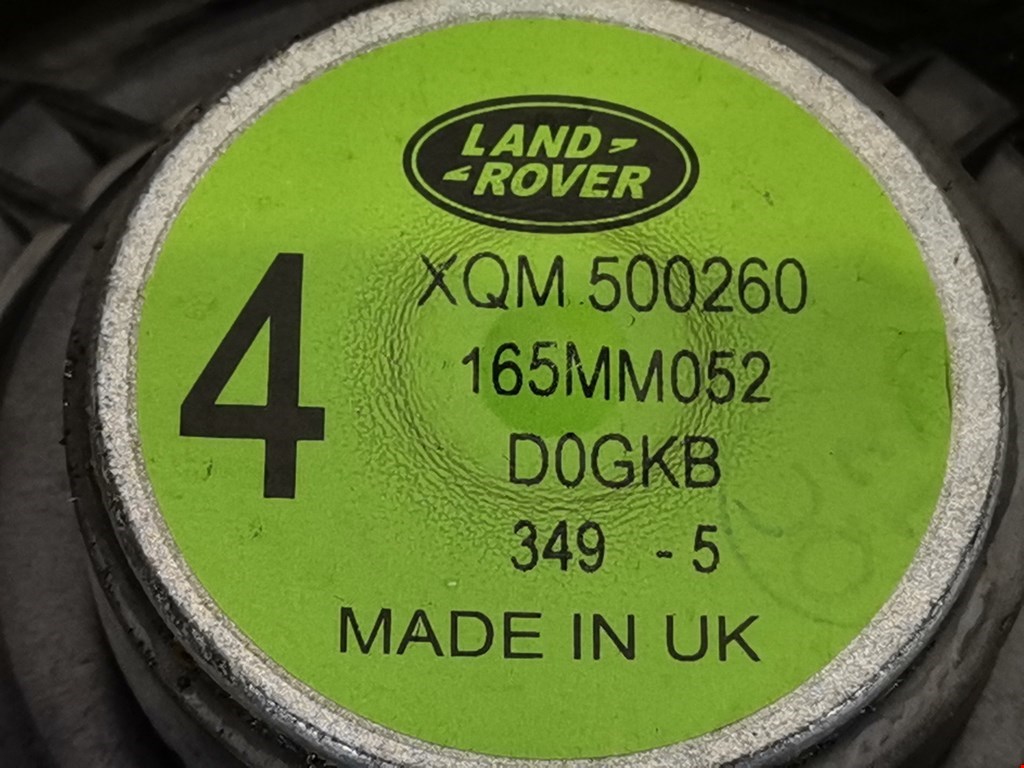 LAND
ROVER
4
XQM 500260
165MM052
D0GKB
349 - 5
MADE IN UK